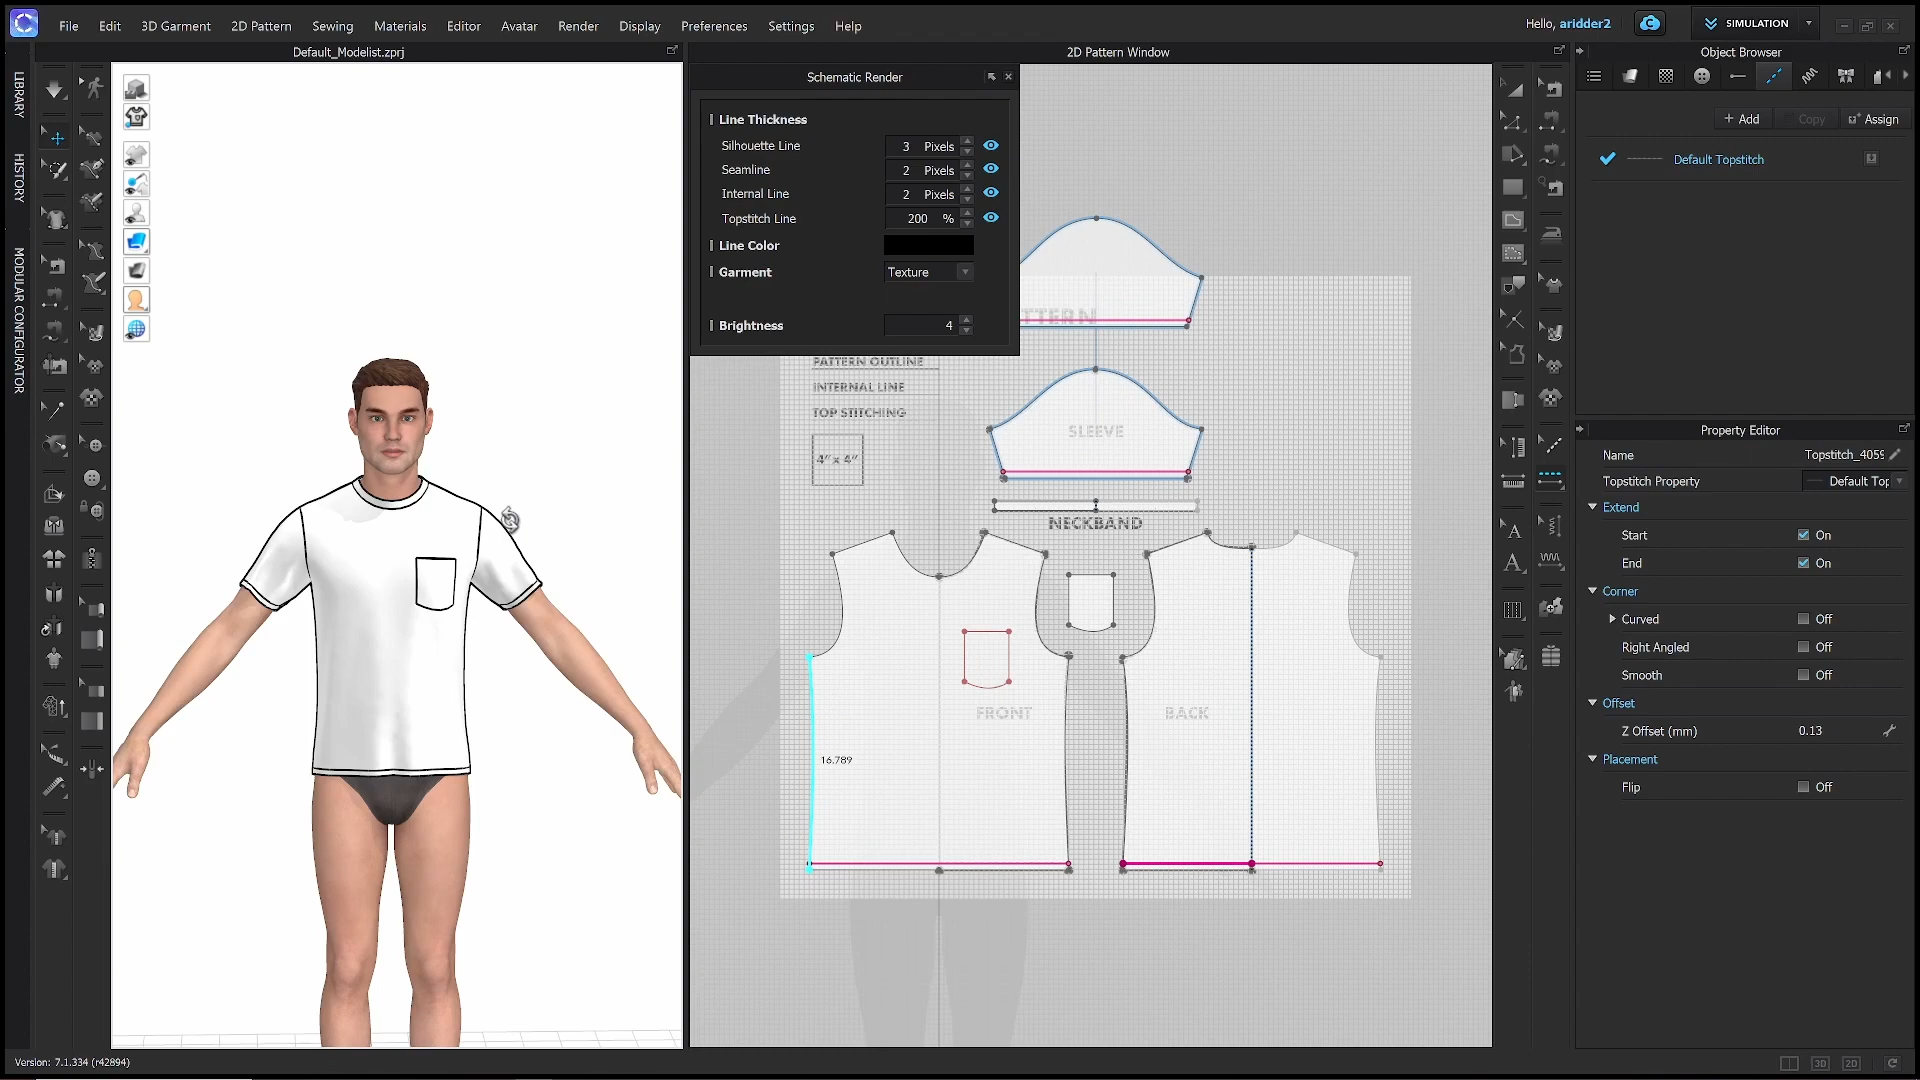 File Edit 3D Garment 2D Pattern Sewing Materials Editor Avatar Render Display Preferences Settings Help
Hello, aridder2
SIMULATION
Default_Modelist.zprj
2D Pattern Window
Object Browser
LIBRARY
HISTORY
MODULAR CONFIGURATOR
Schematic Render
Line Thickness
Silhouette Line 3 Pixels
Seamline 2 Pixels
Internal Line 2 Pixels
Topstitch Line 200 %
Line Color
Garment Texture
Brightness 4
TTERN
PATTERN OUTLINE
INTERNAL LINE
TOP STITCHING
4" x 4"
SLEEVE
NECKBAND
FRONT
BACK
16.789
+ Add Copy Assign
Default Topstitch
Property Editor
Name Topstitch_4059
Topstitch Property Default Top
Extend
Start On
End On
Corner
Curved Off
Right Angled Off
Smooth Off
Offset
Z Offset (mm) 0.13
Placement
Flip Off
Version: 7.1.334 (r42894)
3D 2D